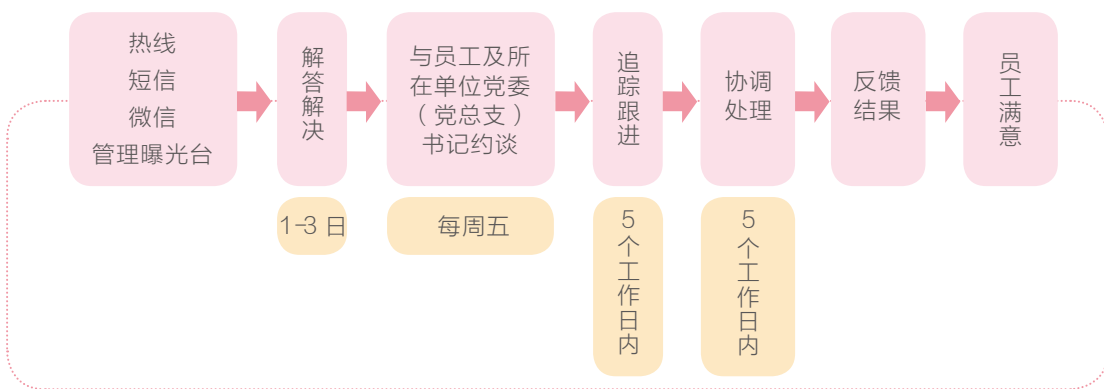 热线
短信
微信
管理曝光台
解答解决
与员工及所
在单位党委
（党总支）
书记约谈
追踪跟进
协调
处理
反馈
结果
员工满意
1-3 日
每周五
5个工作日内
5个工作日内